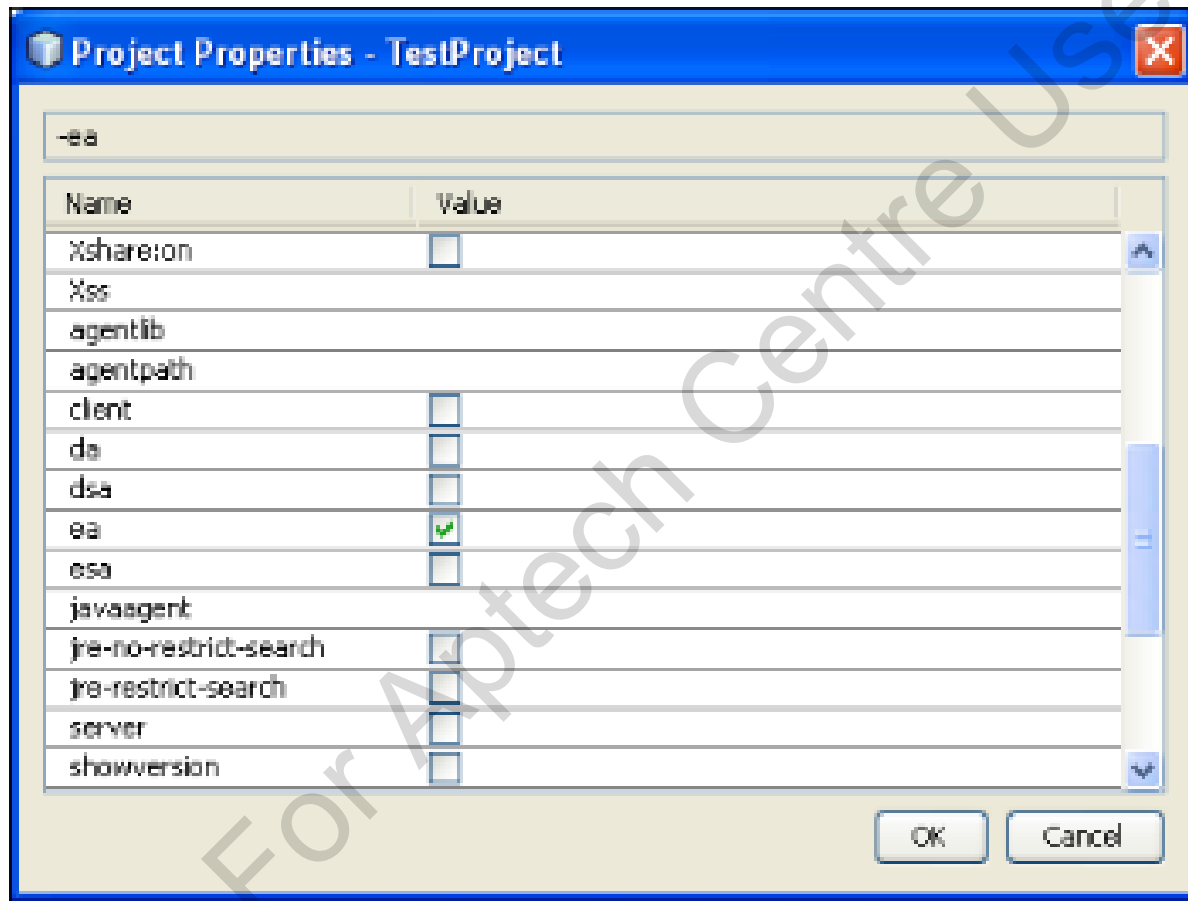 Project Properties - TestProject
-ea
Name Value
Xshare:on
Xss
agentlib
agentpath
client
da
dsa
ea
esa
javaagent
jre-no-restrict-search
jre-restrict-search
server
showversion
OK Cancel
For Aptech Centre Use